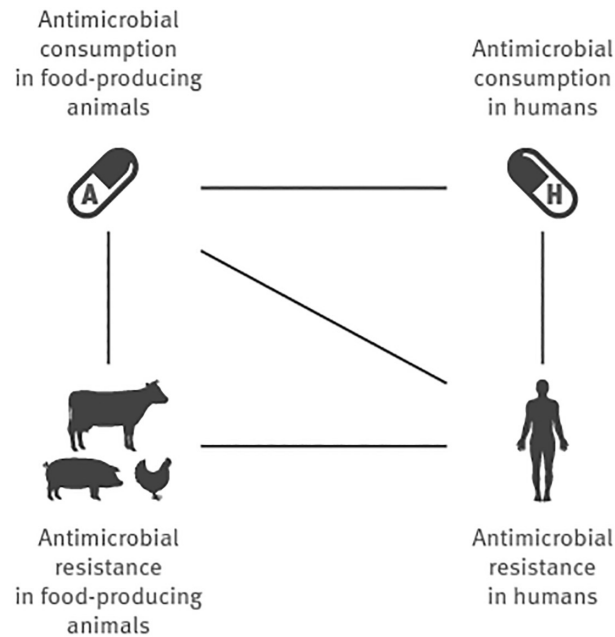 Antimicrobial
consumption
in food-producing
animals
Antimicrobial
consumption
in humans
A
H
Antimicrobial
resistance
in food-producing
animals
Antimicrobial
resistance
in humans